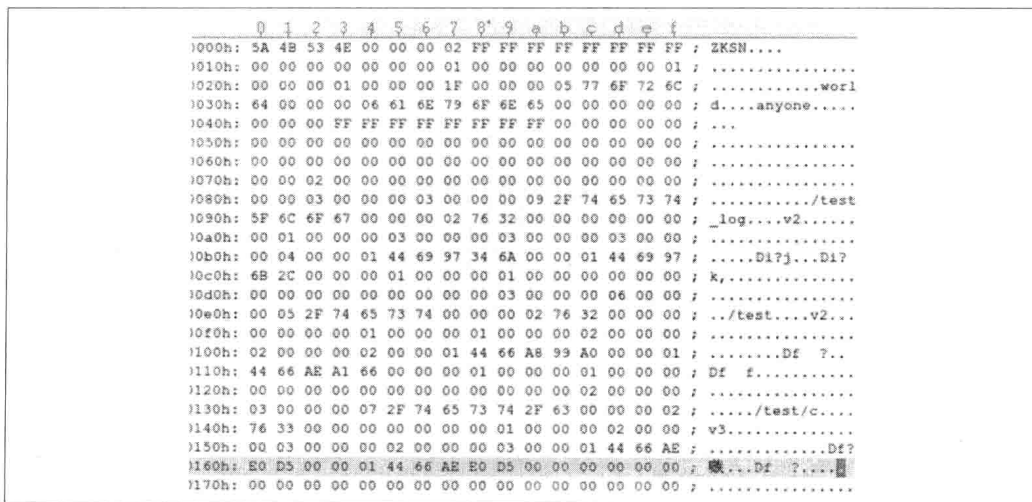 0 1 2 3 4 5 6 7 8 9 a b c d e f
0000h: 5A 4B 53 4E 00 00 00 02 FF FF FF FF FF FF FF FF ; ZKSN....
0010h: 00 00 00 00 00 00 01 00 00 00 00 00 00 00 00 01 ; ................
0020h: 00 00 00 01 00 00 00 1F 00 00 00 05 77 6F 72 6C ; ............worl
0030h: 64 00 00 00 06 61 6E 79 6F 6E 65 00 00 00 00 00 ; d....anyone.....
0040h: 00 00 00 FF FF FF FF FF FF FF FF 00 00 00 00 00 ; ...
0050h: 00 00 00 00 00 00 00 00 00 00 00 00 00 00 00 00 ; ................
0060h: 00 00 00 00 00 00 00 00 00 00 00 00 00 00 00 00 ; ................
0070h: 00 00 02 00 00 00 00 00 00 00 00 00 00 00 00 00 ; ................
0080h: 00 00 03 00 00 00 03 00 00 00 09 2F 74 65 73 74 ; .........../test
0090h: 5F 6C 6F 67 00 00 00 02 76 32 00 00 00 00 00 00 ; _log....v2......
00a0h: 00 01 00 00 00 03 00 00 00 03 00 00 00 03 00 00 ; ................
00b0h: 00 04 00 00 01 44 69 97 34 6A 00 00 01 44 69 97 ; .....Di?j...Di?
00c0h: 6B 2C 00 00 00 01 00 00 00 01 00 00 00 00 00 00 ; k,..............
00d0h: 00 00 00 00 00 00 00 00 00 03 00 00 00 06 00 00 ; ................
00e0h: 00 05 2F 74 65 73 74 00 00 00 02 76 32 00 00 00 ; ../test....v2...
00f0h: 00 00 00 00 01 00 00 00 01 00 00 00 02 00 00 00 ; ................
0100h: 02 00 00 00 02 00 00 01 44 66 A8 99 A0 00 00 01 ; ........Df ?..
0110h: 44 66 AE A1 66 00 00 00 01 00 00 00 01 00 00 00 ; Df f...........
0120h: 00 00 00 00 00 00 00 00 00 00 00 00 02 00 00 00 ; ................
0130h: 03 00 00 00 07 2F 74 65 73 74 2F 63 00 00 00 02 ; ...../test/c....
0140h: 76 33 00 00 00 00 00 00 00 01 00 00 00 02 00 00 ; v3..............
0150h: 00 03 00 00 00 02 00 00 00 03 00 00 01 44 66 AE ; .............Df?
0160h: E0 D5 00 00 01 44 66 AE E0 D5 00 00 00 00 00 00 ; ...Df ?....
0170h: 00 00 00 00 00 00 00 00 00 00 00 00 00 00 00 00 ; ................